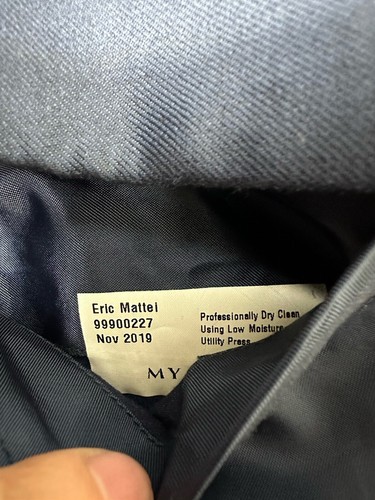 Eric Mattei
99900227
Nov 2019
Professionally Dry Clean
Using Low Moisture
Utility Press
MY